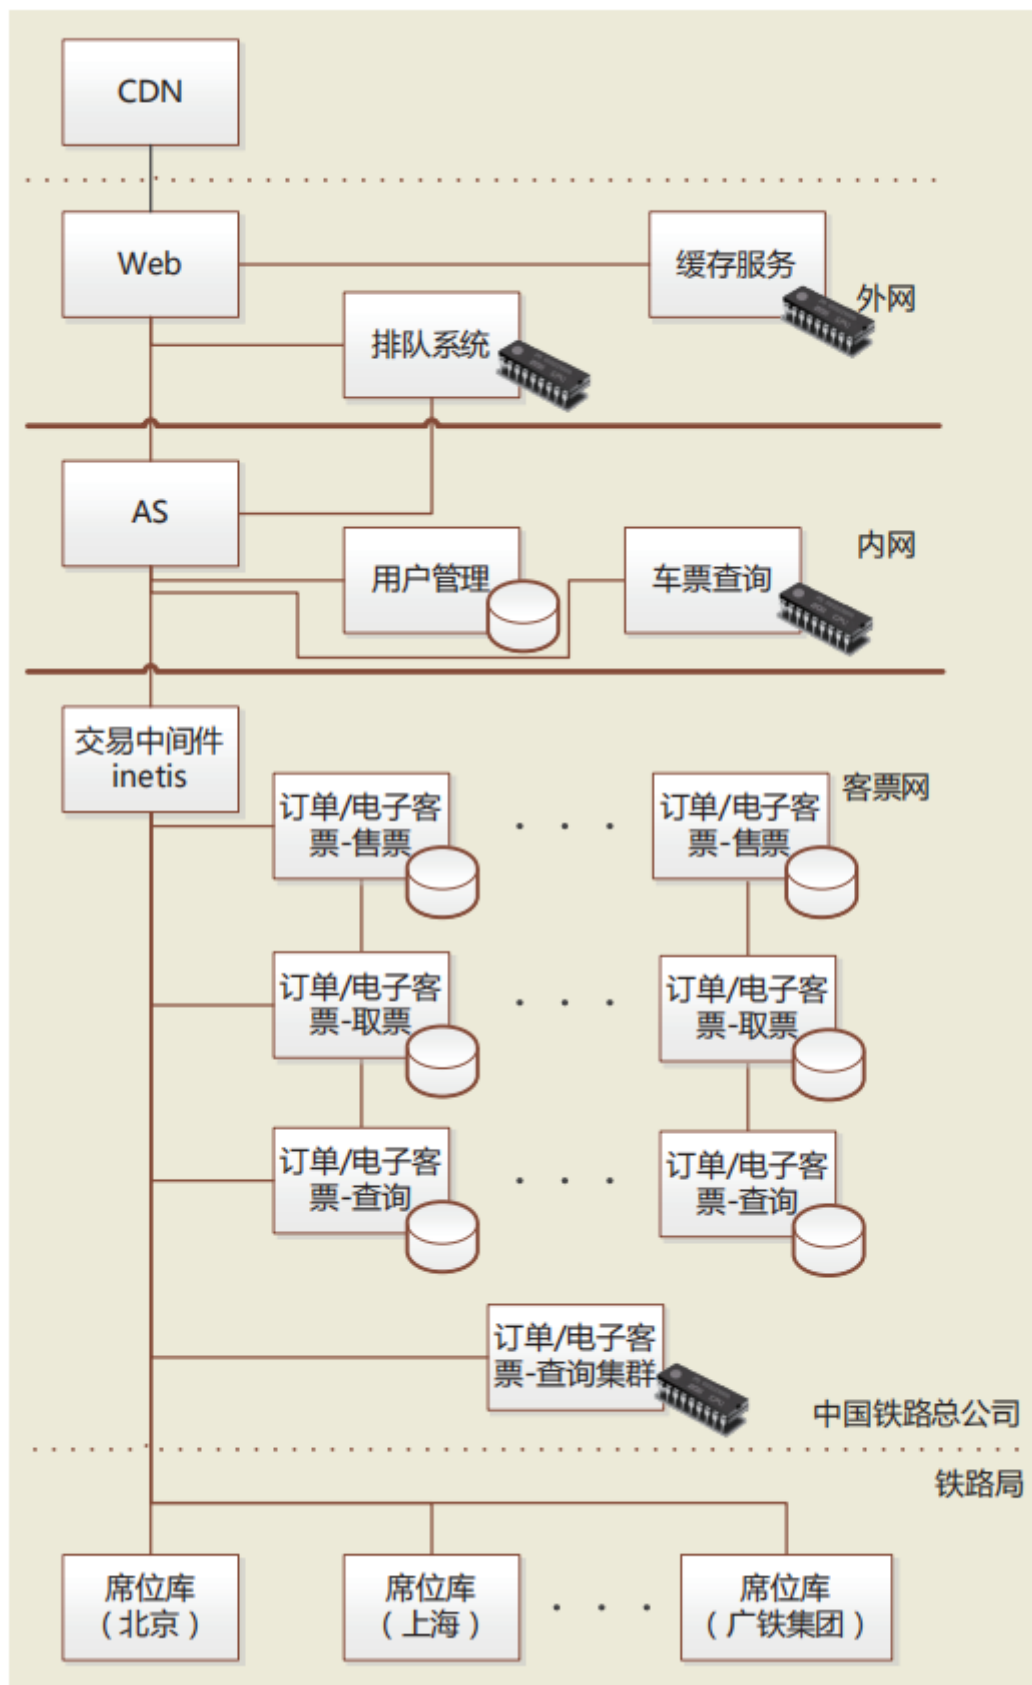 CDN
Web
缓存服务
外网
排队系统
AS
内网
用户管理
车票查询
交易中间件
inetis
客票网
订单/电子客
票-售票
订单/电子客
票-售票
订单/电子客
票-取票
订单/电子客
票-取票
订单/电子客
票-查询
订单/电子客
票-查询
订单/电子客
票-查询集群
中国铁路总公司
铁路局
席位库
（北京）
席位库
（上海）
席位库
（广铁集团）